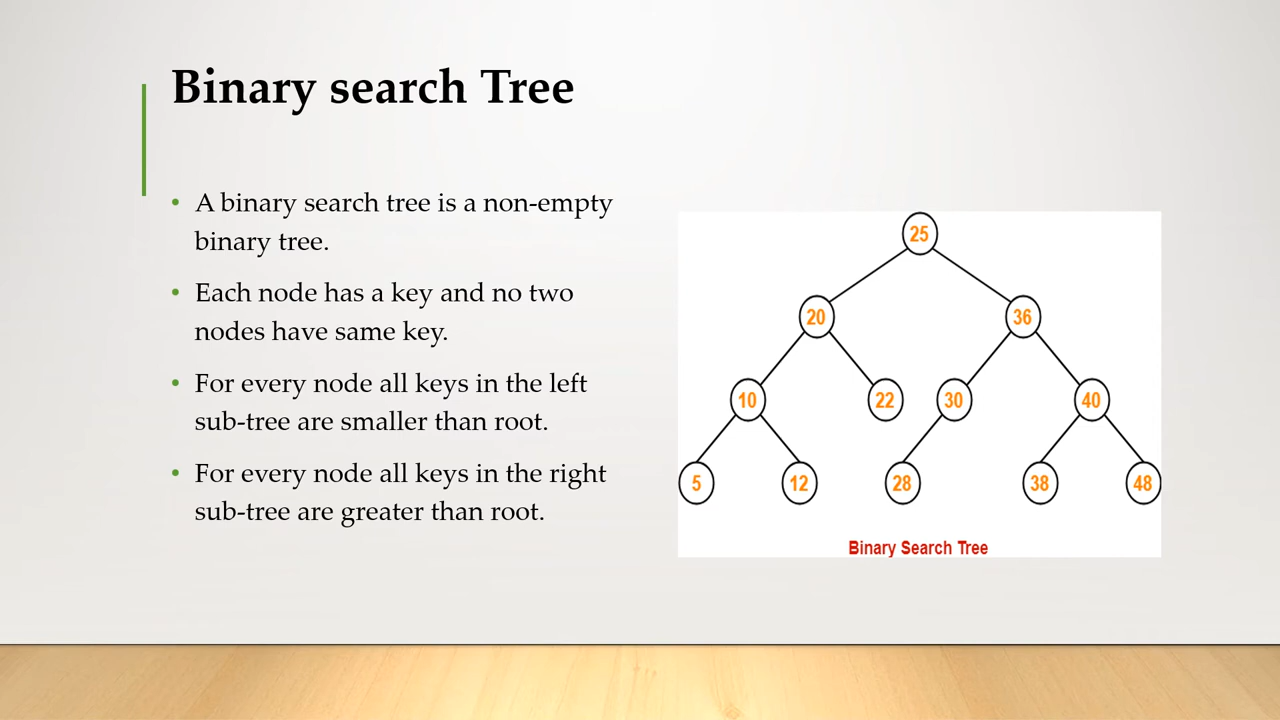 Binary search Tree
• A binary search tree is a non-empty
binary tree.
• Each node has a key and no two
nodes have same key.
• For every node all keys in the left
sub-tree are smaller than root.
• For every node all keys in the right
sub-tree are greater than root.
25
20 36
10 22 30 40
5 12 28 38 48
Binary Search Tree